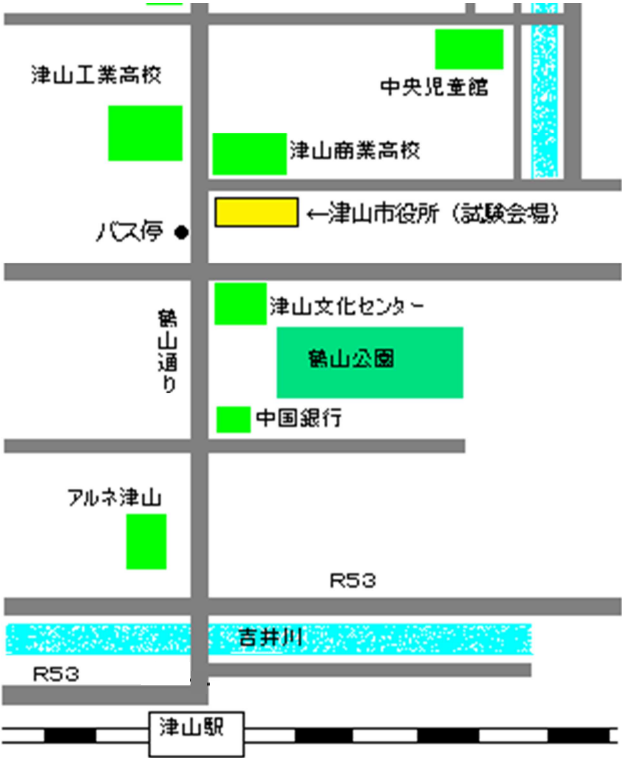 津山工業高校
中央児童館
津山商業高校
←津山市役所（試験会場）
バス停
津山文化センター
鶴山通り
鶴山公園
中国銀行
アルネ津山
R53
吉井川
R53
津山駅